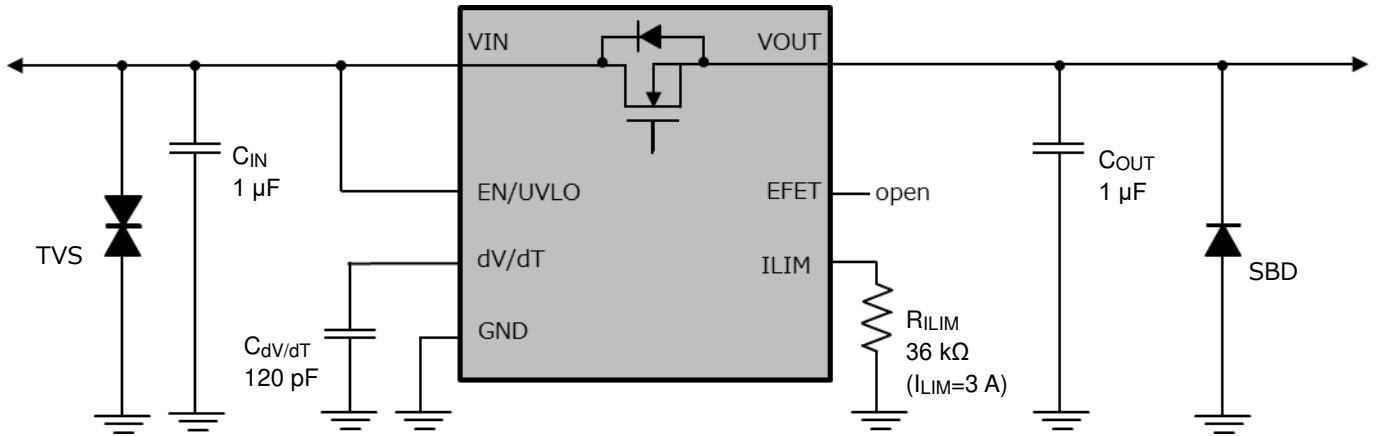 VIN
VOUT
CIN
1 µF
COUT
1 µF
EN/UVLO
EFET
open
TVS
dV/dT
ILIM
SBD
GND
RILIM
36 kΩ
(ILIM=3 A)
CdV/dT
120 pF